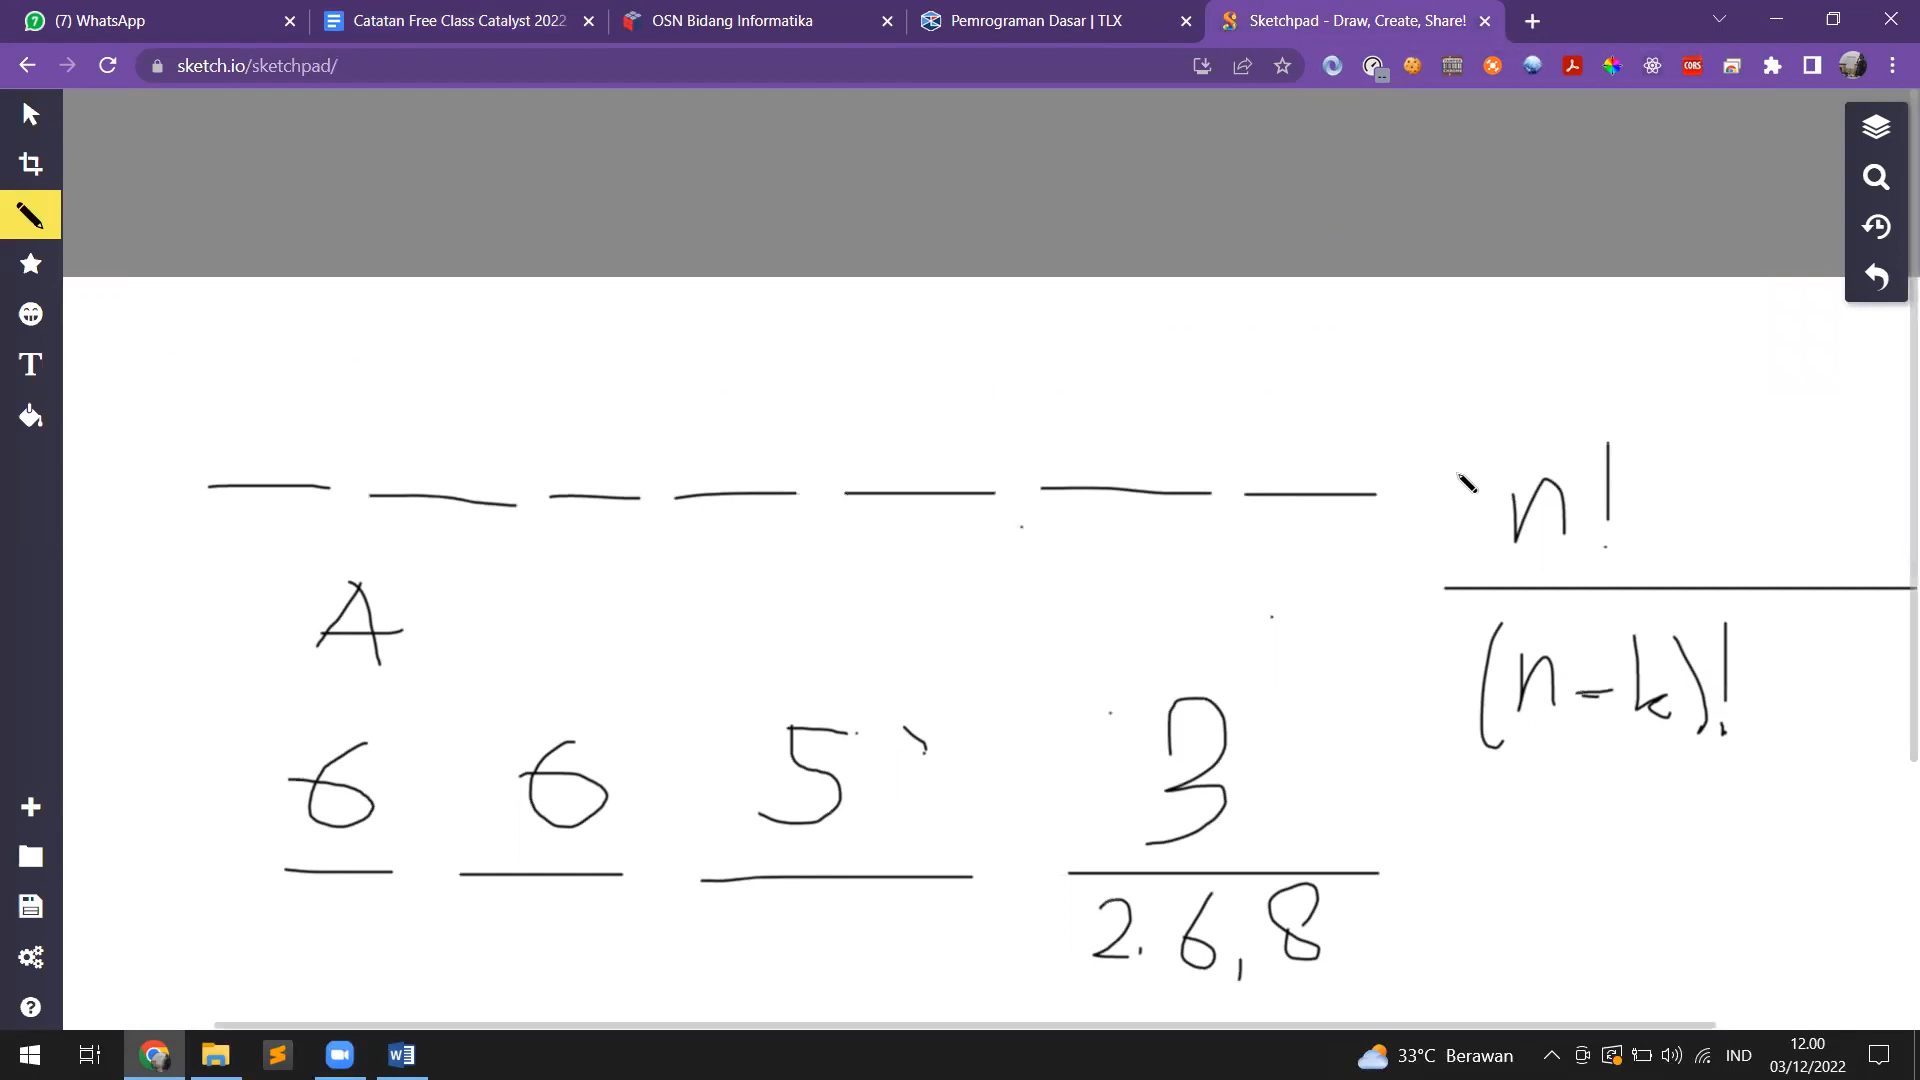 (7) WhatsApp
Catatan Free Class Catalyst 2022
OSN Bidang Informatika
Pemrograman Dasar | TLX
Sketchpad - Draw, Create, Share!
sketch.io/sketchpad/
CORS
T
n!
(n-k)!
A
6 6 5 3
2. 6, 8
33°C Berawan
IND
12.00
03/12/2022